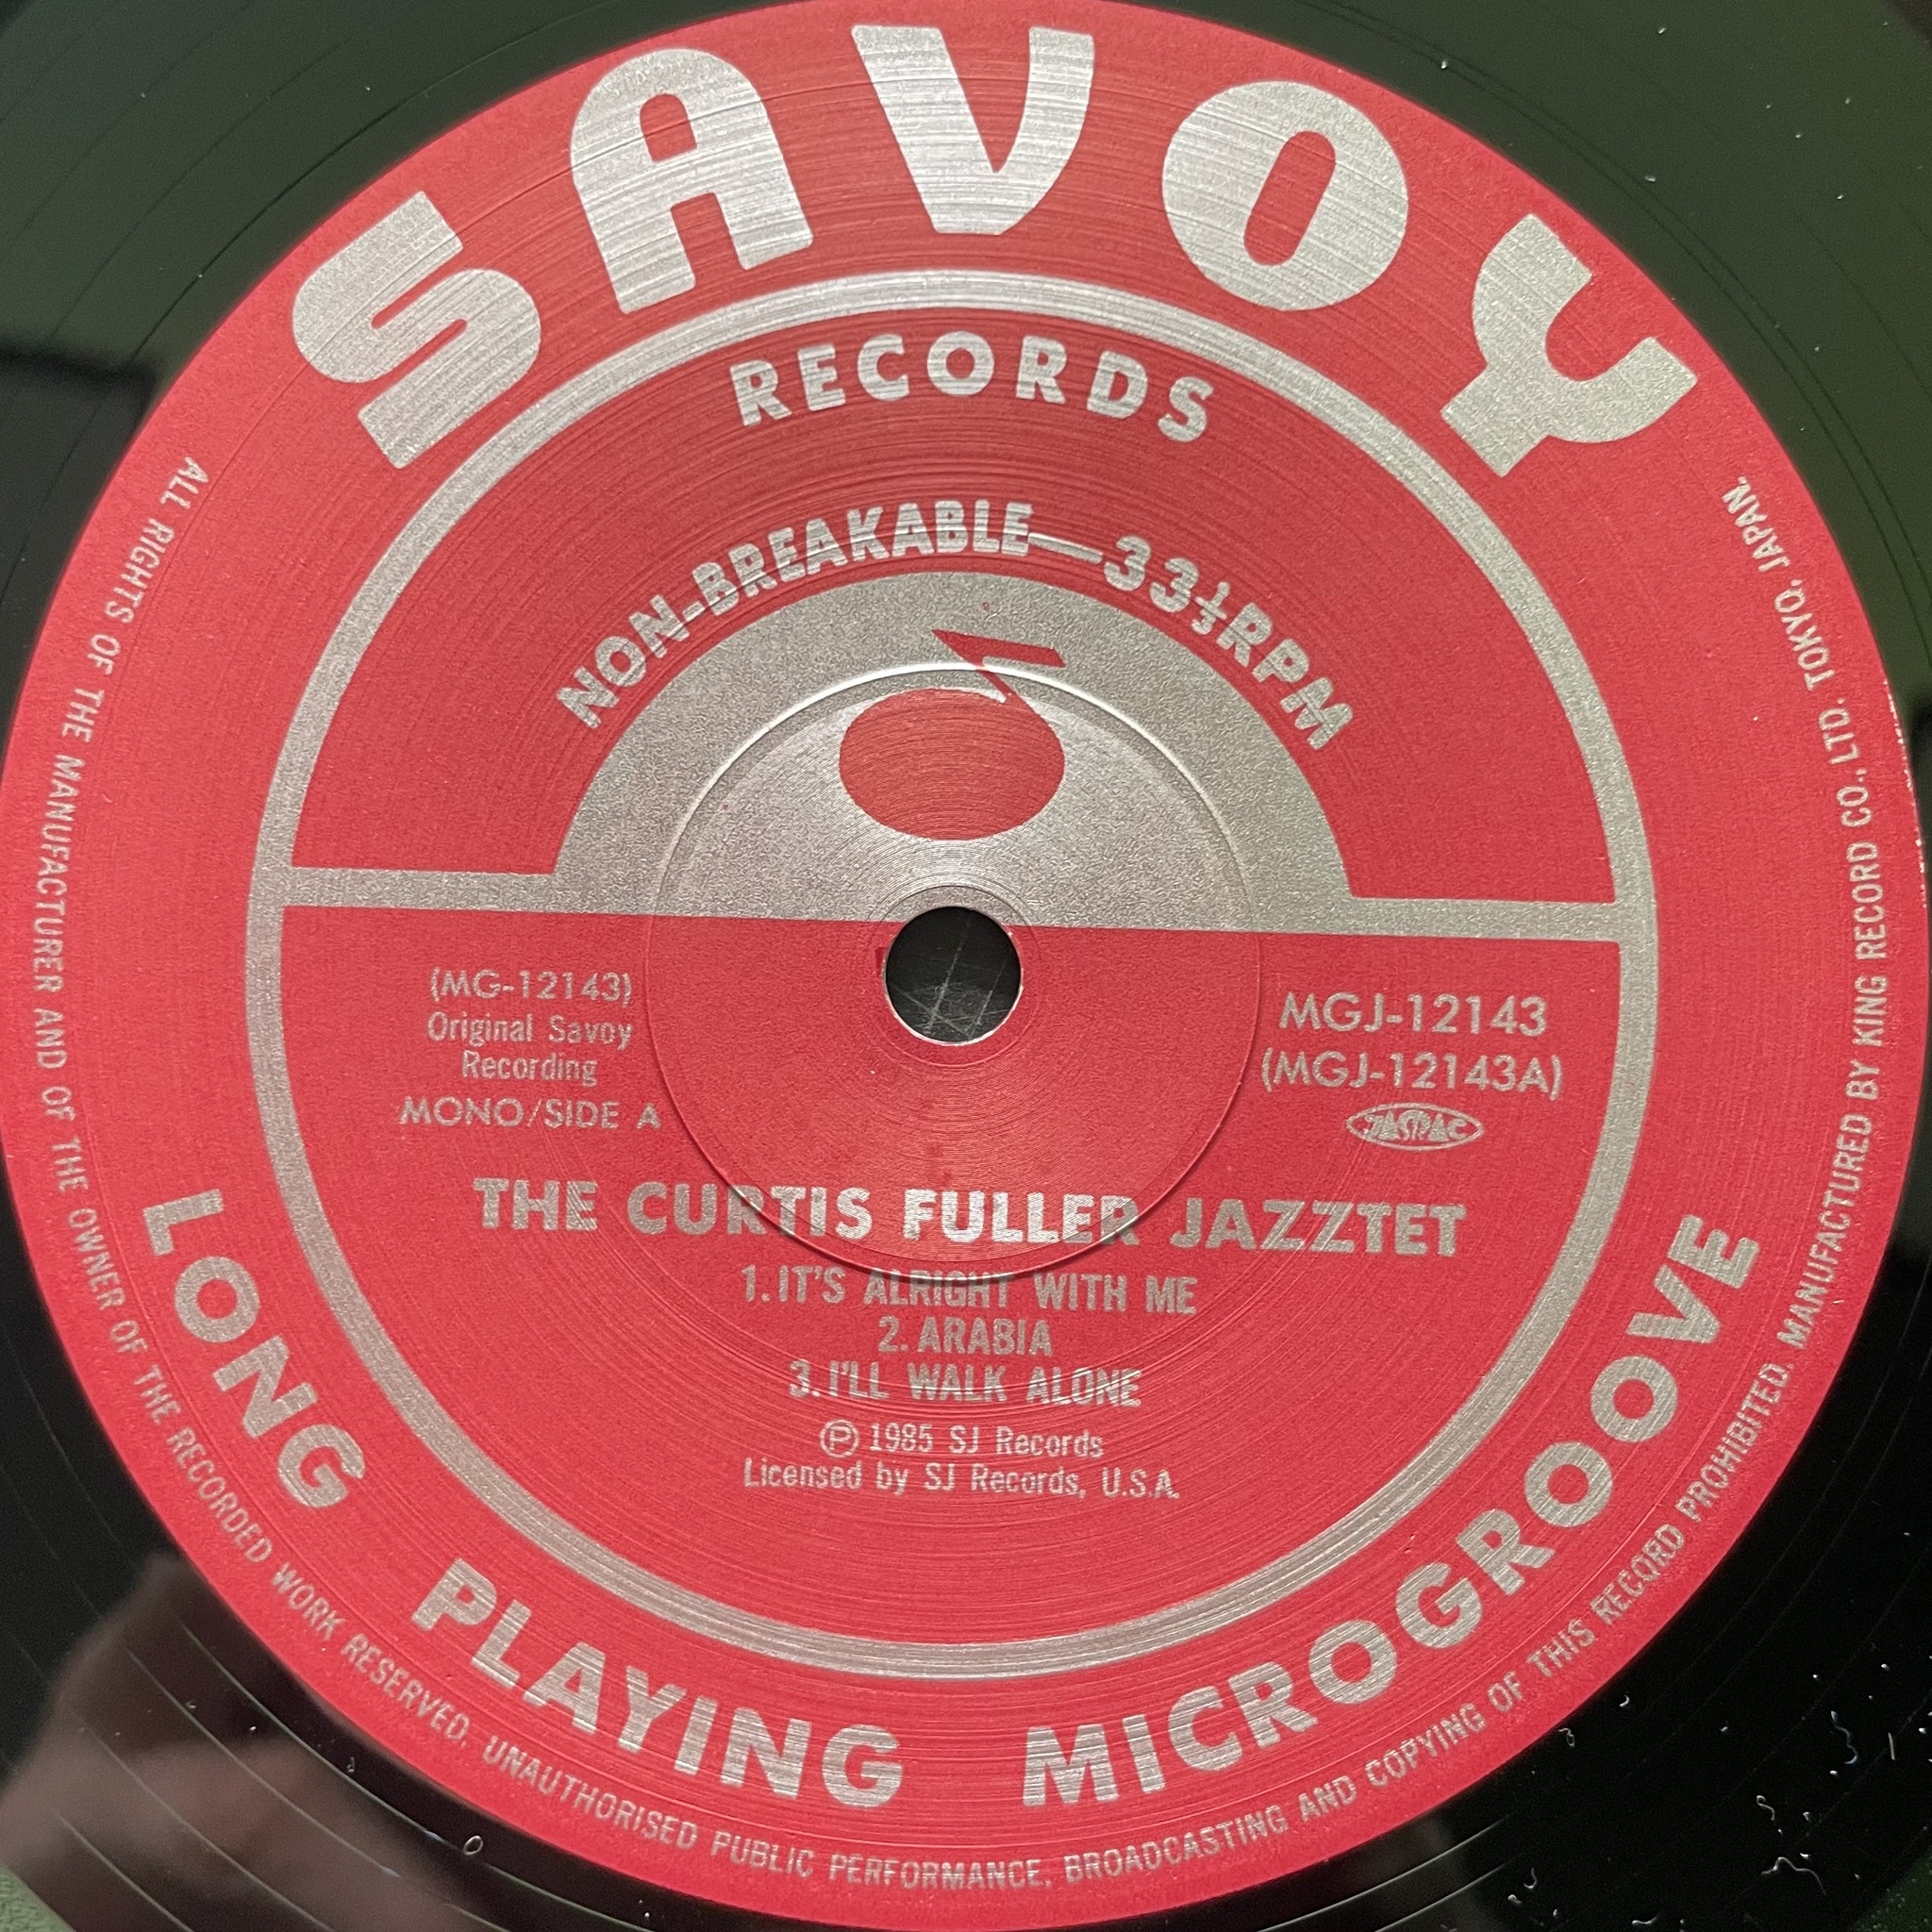 SAVOY
RECORDS
NON-BREAKABLE—33⅓RPM
(MG-12143)
Original Savoy
Recording
MONO/SIDE A
MGJ-12143
(MGJ-12143A)
JASRAC
THE CURTIS FULLER JAZZTET
1.IT'S ALRIGHT WITH ME
2.ARABIA
3.I'LL WALK ALONE
Ⓟ 1985 SJ Records
Licensed by SJ Records, U.S.A.
LONG PLAYING MICROGROOVE
ALL RIGHTS OF THE MANUFACTURER AND OF THE OWNER OF THE RECORDED WORK RESERVED. UNAUTHORISED PUBLIC PERFORMANCE, BROADCASTING AND COPYING OF THIS RECORD PROHIBITED. MANUFACTURED BY KING RECORD CO., LTD. TOKYO, JAPAN.